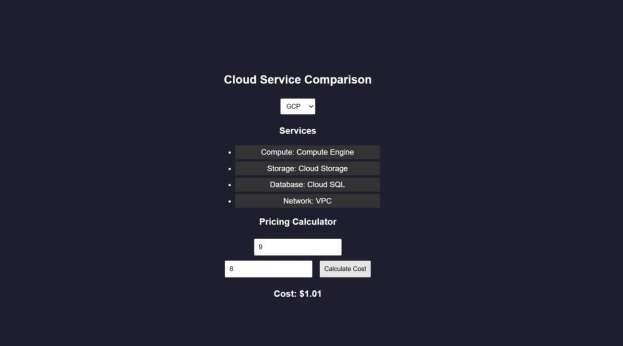 Cloud Service Comparison
GCP
Services
Compute: Compute Engine
Storage: Cloud Storage
Database: Cloud SQL
Network: VPC
Pricing Calculator
9
8 Calculate Cost
Cost: $1.01